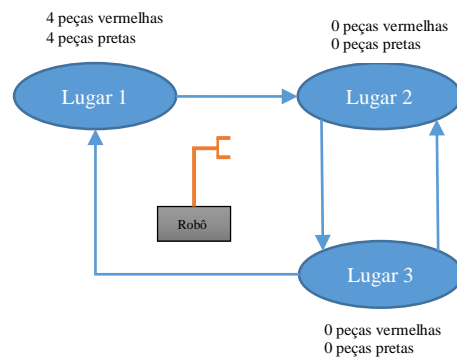 4 peças vermelhas
4 peças pretas
0 peças vermelhas
0 peças pretas
Lugar 1
Lugar 2
Robô
Lugar 3
0 peças vermelhas
0 peças pretas